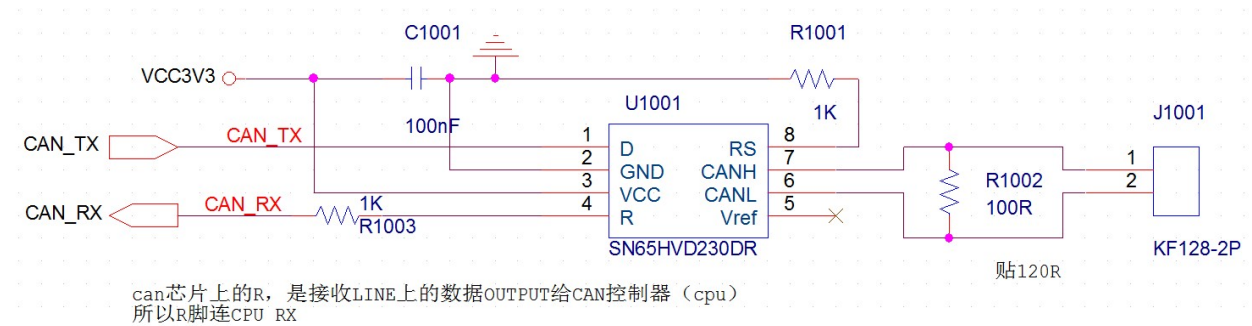 C1001
R1001
VCC3V3
U1001
100nF
1K
J1001
CAN_TX
CAN_TX
1
D
RS
8
2
GND
CANH
7
3
VCC
CANL
6
4
R
Vref
5
CAN_RX
CAN_RX
1K
R1003
SN65HVD230DR
R1002
100R
1
2
KF128-2P
贴120R
can芯片上的R，是接收LINE上的数据OUTPUT给CAN控制器（cpu）
所以R脚连CPU RX